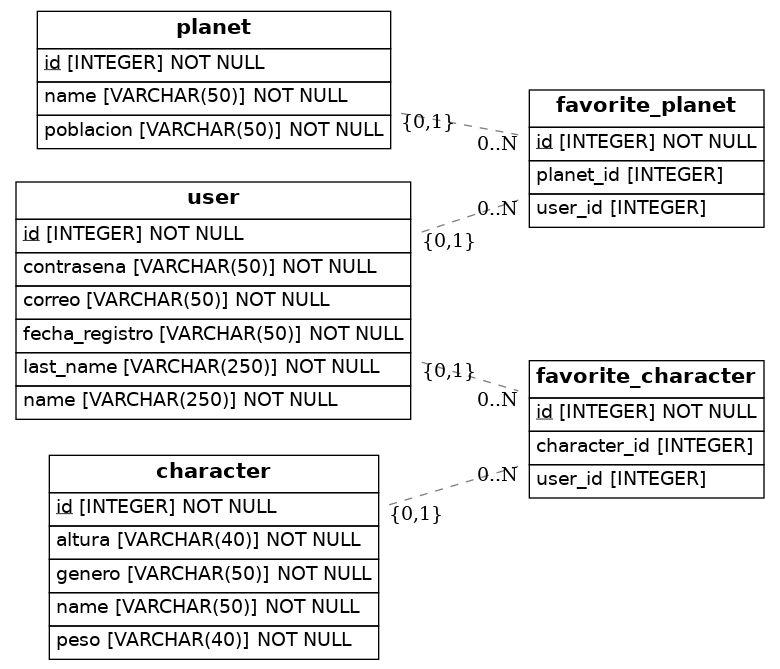 planet
id [INTEGER] NOT NULL
name [VARCHAR(50)] NOT NULL
poblacion [VARCHAR(50)] NOT NULL
{0,1}
0..N
favorite_planet
id [INTEGER] NOT NULL
planet_id [INTEGER]
user_id [INTEGER]
0..N
{0,1}
user
id [INTEGER] NOT NULL
contrasena [VARCHAR(50)] NOT NULL
correo [VARCHAR(50)] NOT NULL
fecha_registro [VARCHAR(50)] NOT NULL
last_name [VARCHAR(250)] NOT NULL
name [VARCHAR(250)] NOT NULL
{0,1}
0..N
favorite_character
id [INTEGER] NOT NULL
character_id [INTEGER]
user_id [INTEGER]
0..N
{0,1}
character
id [INTEGER] NOT NULL
altura [VARCHAR(40)] NOT NULL
genero [VARCHAR(50)] NOT NULL
name [VARCHAR(50)] NOT NULL
peso [VARCHAR(40)] NOT NULL